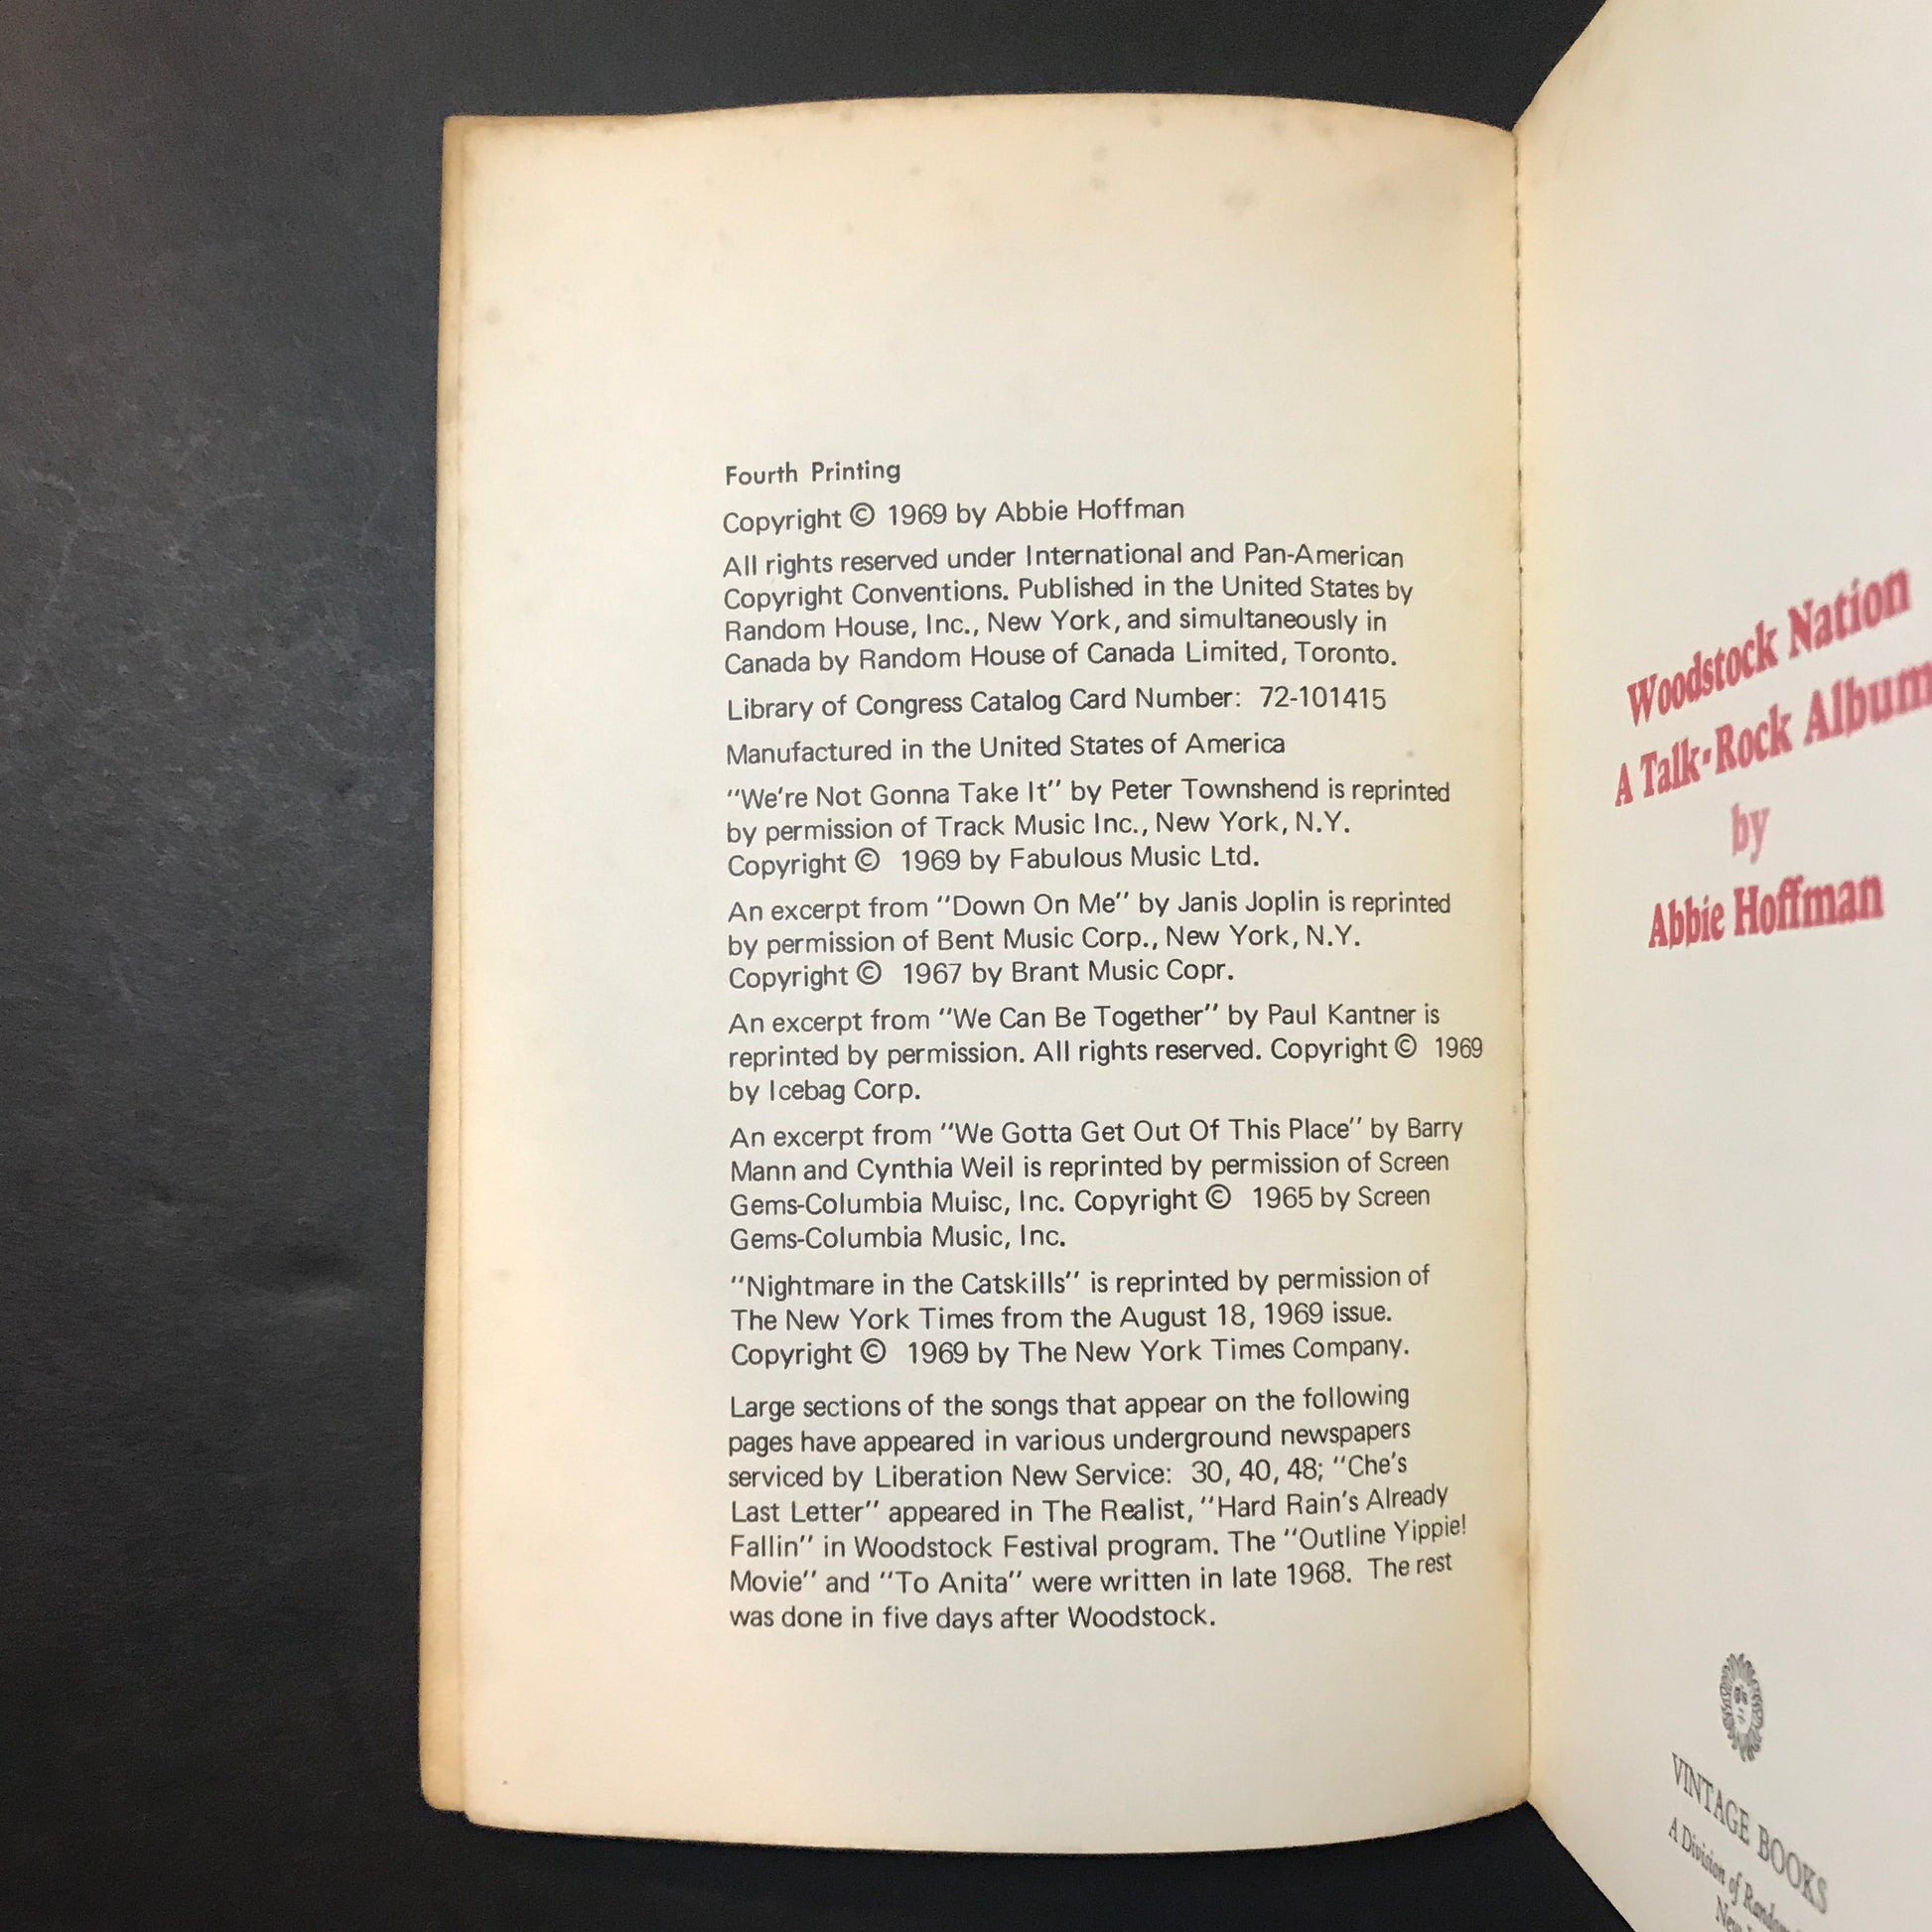 Fourth Printing
Copyright © 1969 by Abbie Hoffman
All rights reserved under International and Pan-American
Copyright Conventions. Published in the United States by
Random House, Inc., New York, and simultaneously in
Canada by Random House of Canada Limited, Toronto.
Library of Congress Catalog Card Number: 72-101415
Manufactured in the United States of America
"We're Not Gonna Take It" by Peter Townshend is reprinted
by permission of Track Music Inc., New York, N.Y.
Copyright © 1969 by Fabulous Music Ltd.
An excerpt from "Down On Me" by Janis Joplin is reprinted
by permission of Bent Music Corp., New York, N.Y.
Copyright © 1967 by Brant Music Copr.
An excerpt from "We Can Be Together" by Paul Kantner is
reprinted by permission. All rights reserved. Copyright © 1969
by Icebag Corp.
An excerpt from "We Gotta Get Out Of This Place" by Barry
Mann and Cynthia Weil is reprinted by permission of Screen
Gems-Columbia Muisc, Inc. Copyright © 1965 by Screen
Gems-Columbia Music, Inc.
"Nightmare in the Catskills" is reprinted by permission of
The New York Times from the August 18, 1969 issue.
Copyright © 1969 by The New York Times Company.
Large sections of the songs that appear on the following
pages have appeared in various underground newspapers
serviced by Liberation New Service: 30, 40, 48; "Che's
Last Letter" appeared in The Realist, "Hard Rain's Already
Fallin" in Woodstock Festival program. The "Outline Yippie!
Movie" and "To Anita" were written in late 1968. The rest
was done in five days after Woodstock.
Woodstock Nation
A Talk-Rock Album
by
Abbie Hoffman
VINTAGE BOOKS
A Division of Random
New